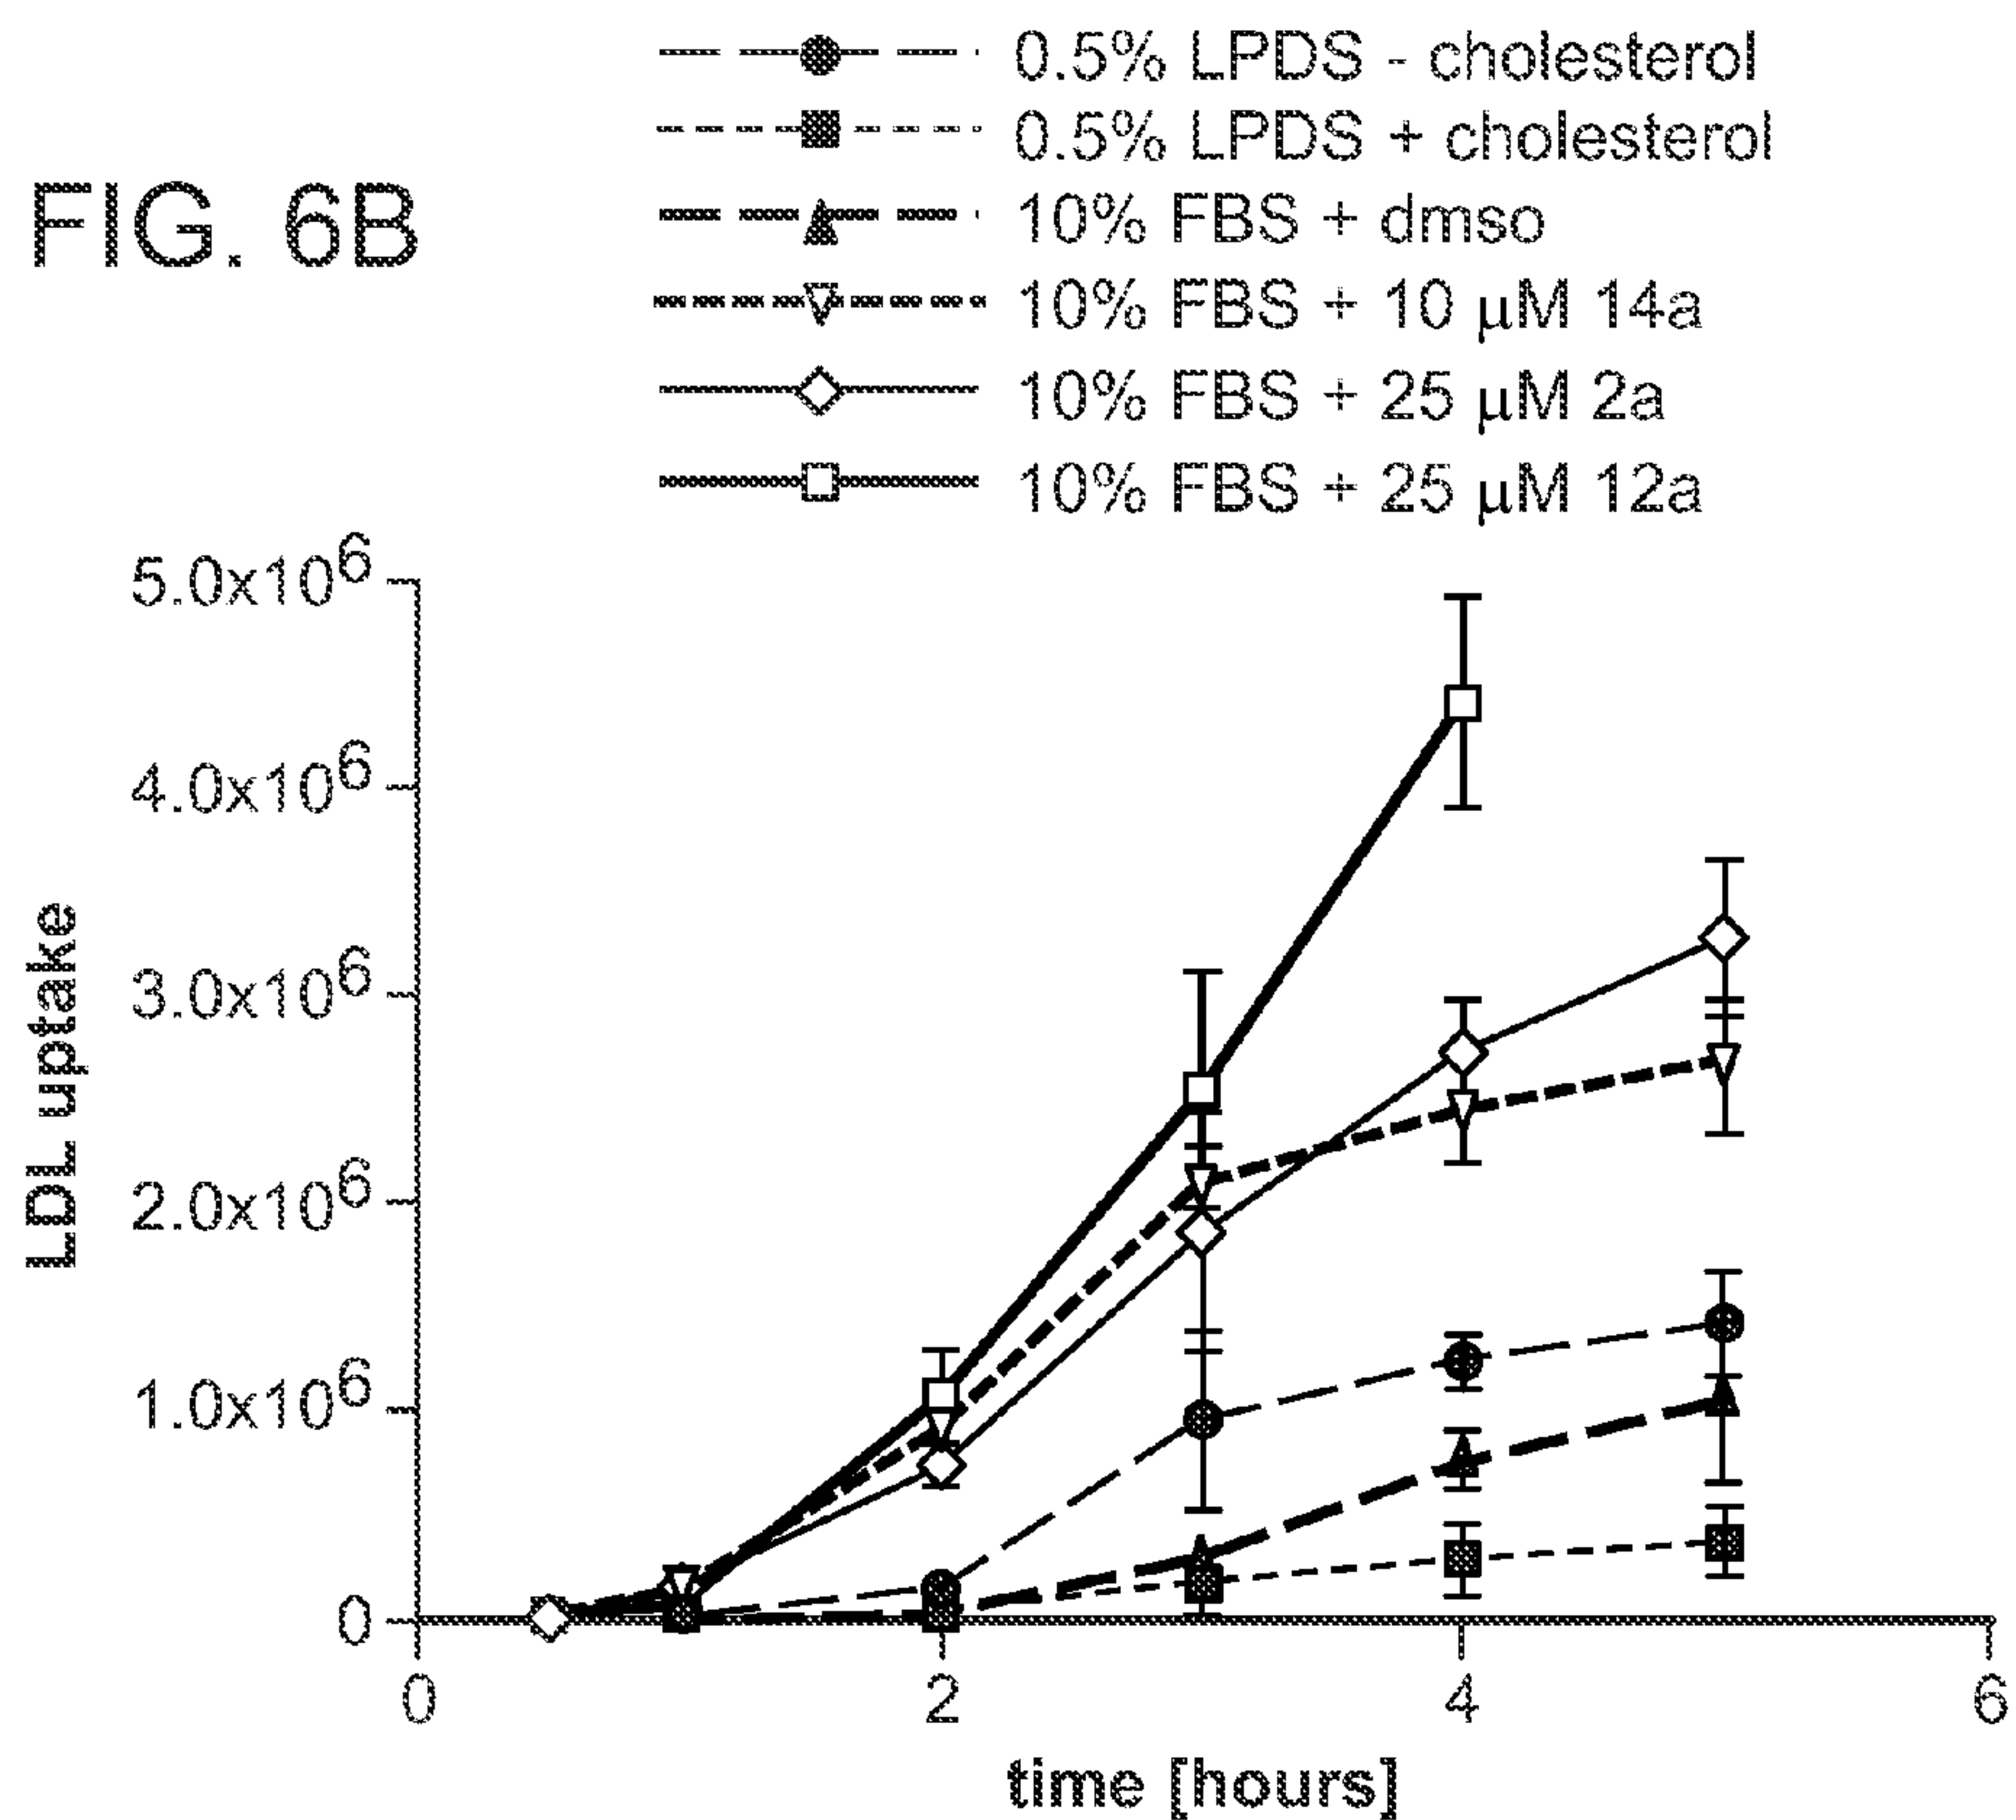 0.5% LPDS - cholesterol
0.5% LPDS + cholesterol
FIG. 6B
10% FBS + dmso
10% FBS + 10 μM 14a
10% FBS + 25 μM 2a
10% FBS + 25 μM 12a
5.0x10⁶
4.0x10⁶
3.0x10⁶
2.0x10⁶
1.0x10⁶
0
LDL uptake
0 2 4 6
time [hours]